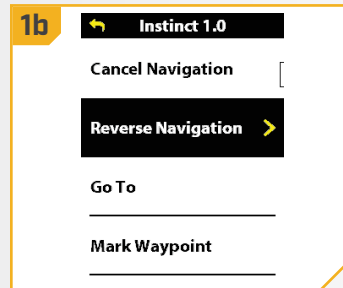 1b
Instinct 1.0
Cancel Navigation
Reverse Navigation
Go To
Mark Waypoint